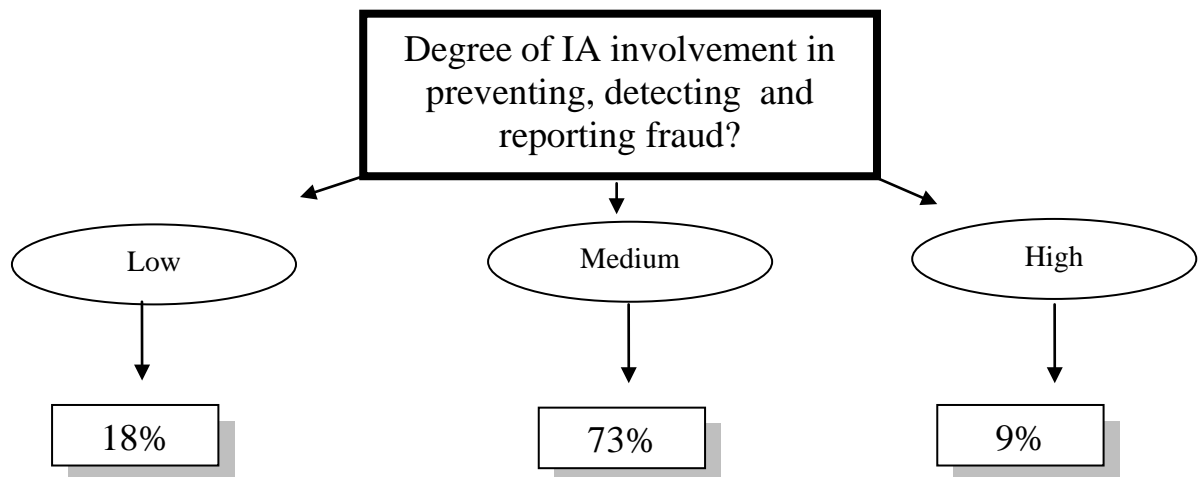 Degree of IA involvement in
preventing, detecting and
reporting fraud?
Low
Medium
High
18%
73%
9%